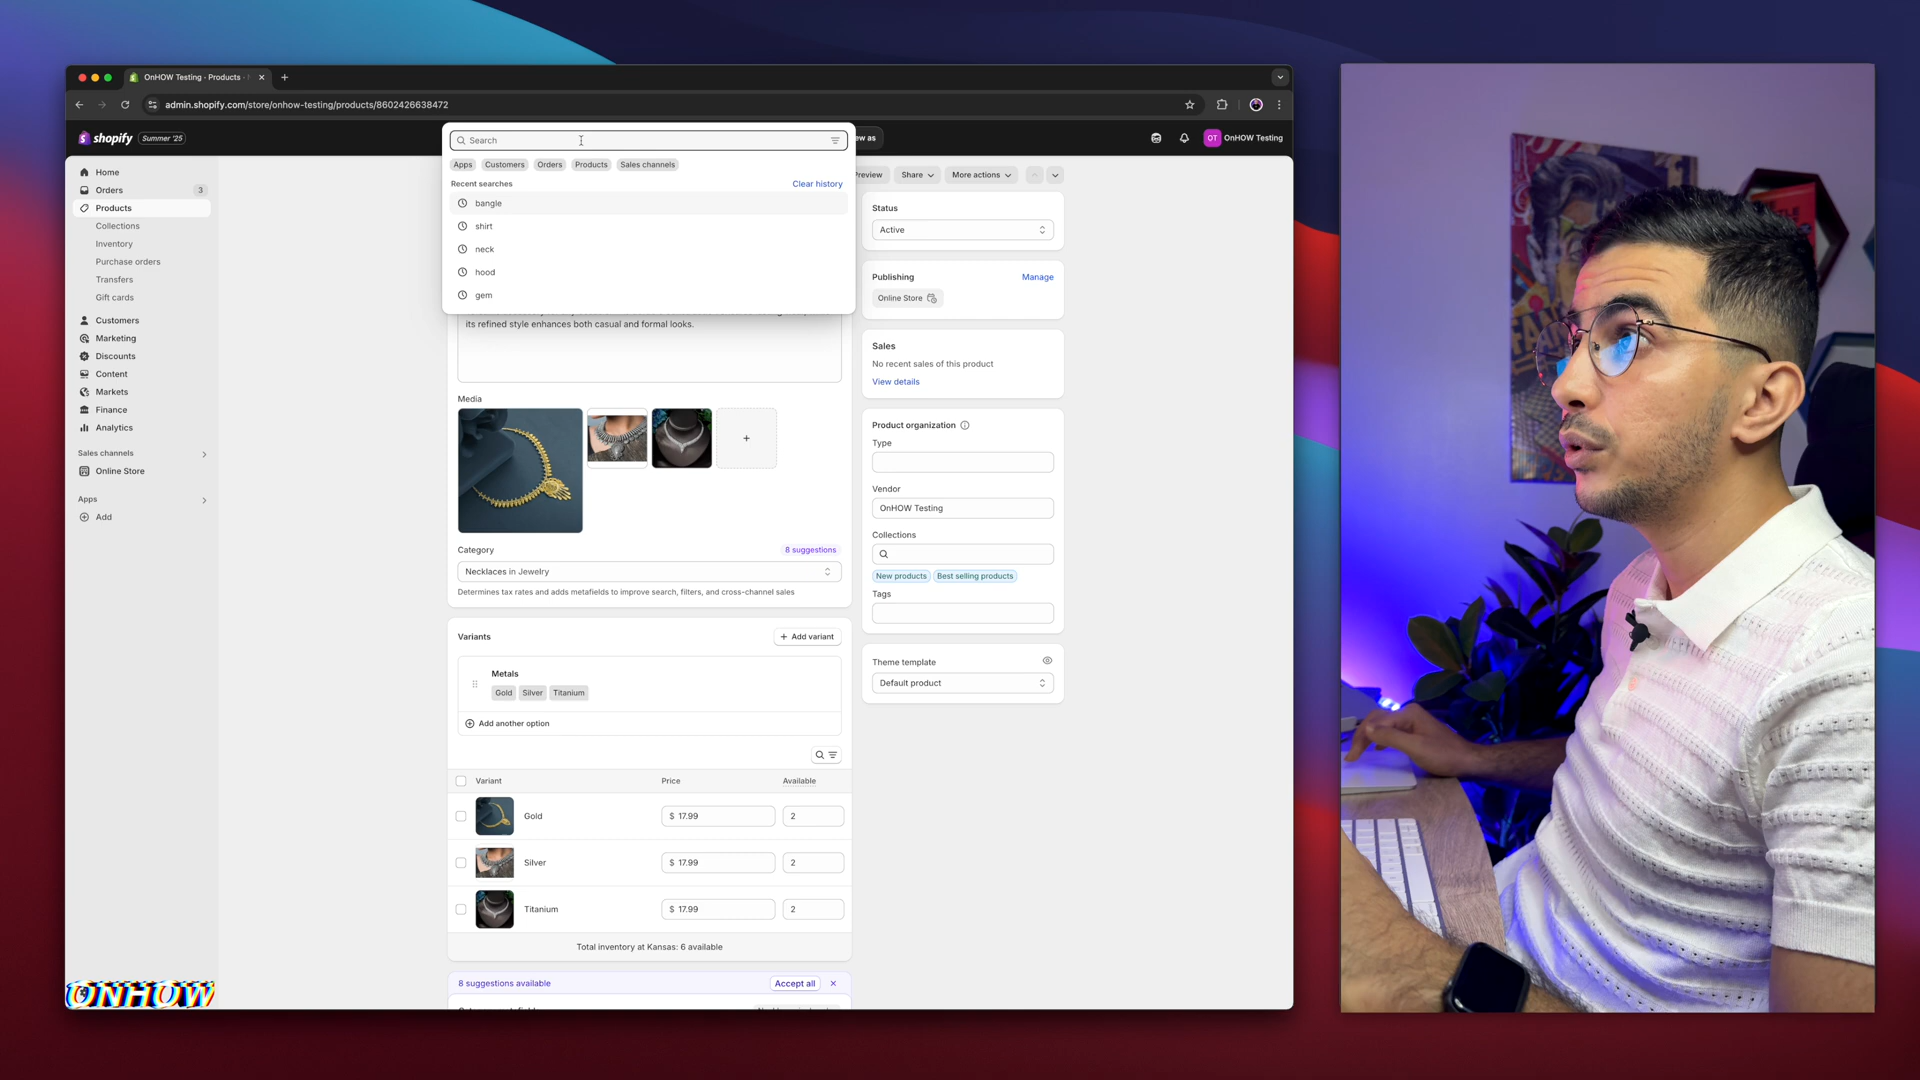 OnHOW Testing · Products ·
admin.shopify.com/store/onhow-testing/products/8602426638472
shopify
Summer '25
Search
ew as
OT
OnHOW Testing
Apps
Customers
Orders
Products
Sales channels
Recent searches
Clear history
bangle
shirt
neck
hood
gem
Home
Orders
3
Products
Collections
Inventory
Purchase orders
Transfers
Gift cards
Customers
Marketing
Discounts
Content
Markets
Finance
Analytics
Sales channels
Online Store
Apps
Add
its refined style enhances both casual and formal looks.
Media
Category
8 suggestions
Necklaces in Jewelry
Determines tax rates and adds metafields to improve search, filters, and cross-channel sales
Variants
Add variant
Metals
Gold
Silver
Titanium
Add another option
Variant
Price
Available
Gold
$ 17.99
2
Silver
$ 17.99
2
Titanium
$ 17.99
2
Total inventory at Kansas: 6 available
8 suggestions available
Accept all
Preview
Share
More actions
Status
Active
Publishing
Manage
Online Store
Sales
No recent sales of this product
View details
Product organization
Type
Vendor
OnHOW Testing
Collections
New products
Best selling products
Tags
Theme template
Default product
ONHOW